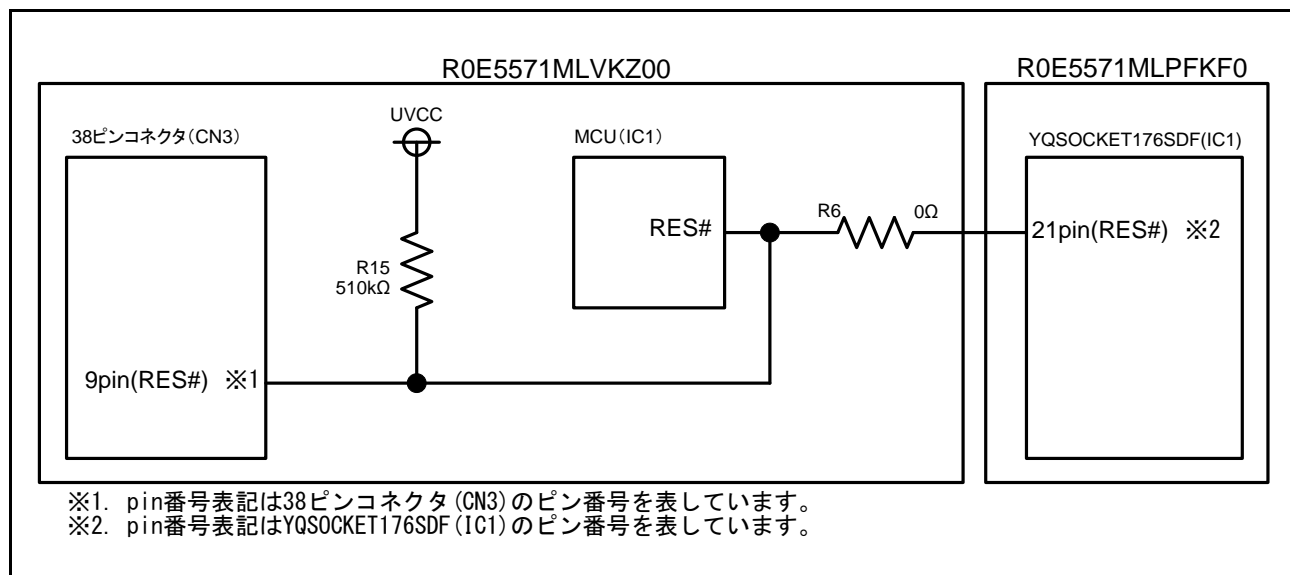 R0E5571MLVKZ00
R0E5571MLPFKF0
38ピンコネクタ(CN3)
UVCC
MCU(IC1)
YQSOCKET176SDF(IC1)
R15
510kΩ
RES#
R6
0Ω
21pin(RES#) ※2
9pin(RES#) ※1
※1. pin番号表記は38ピンコネクタ(CN3)のピン番号を表しています。
※2. pin番号表記はYQSOCKET176SDF(IC1)のピン番号を表しています。